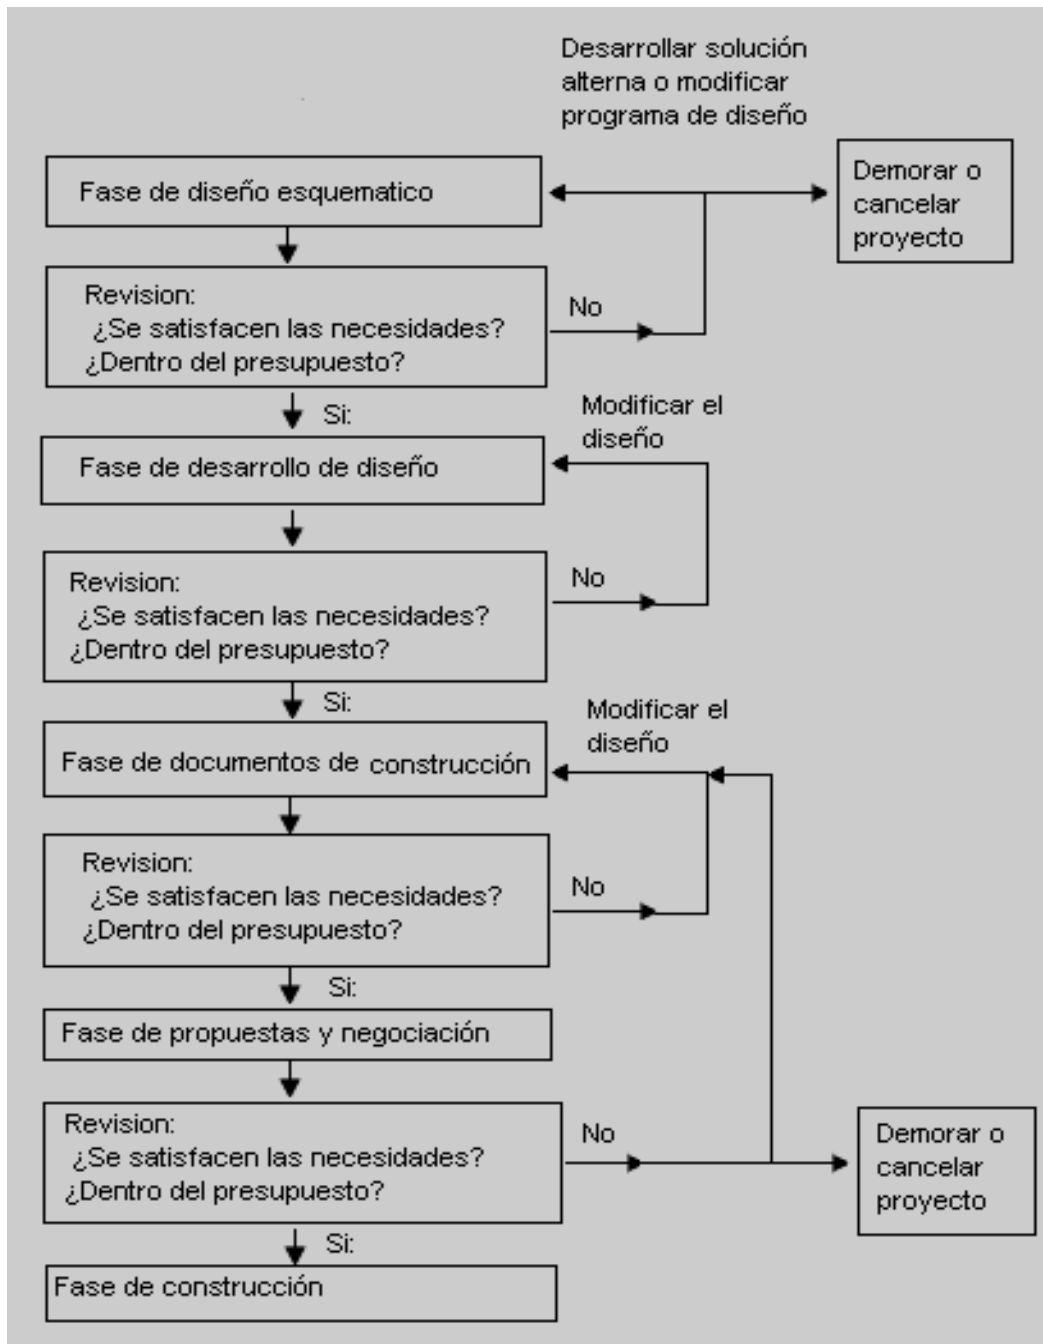 Desarrollar solución
alterna o modificar
programa de diseño
Fase de diseño esquematico
Demorar o
cancelar
proyecto
Revision:
¿Se satisfacen las necesidades?
¿Dentro del presupuesto?
No
Si:
Modificar el
diseño
Fase de desarrollo de diseño
Revision:
¿Se satisfacen las necesidades?
¿Dentro del presupuesto?
No
Si:
Modificar el
diseño
Fase de documentos de construcción
Revision:
¿Se satisfacen las necesidades?
¿Dentro del presupuesto?
No
Si:
Fase de propuestas y negociación
Revision:
¿Se satisfacen las necesidades?
¿Dentro del presupuesto?
No
Demorar o
cancelar
proyecto
Si:
Fase de construcción